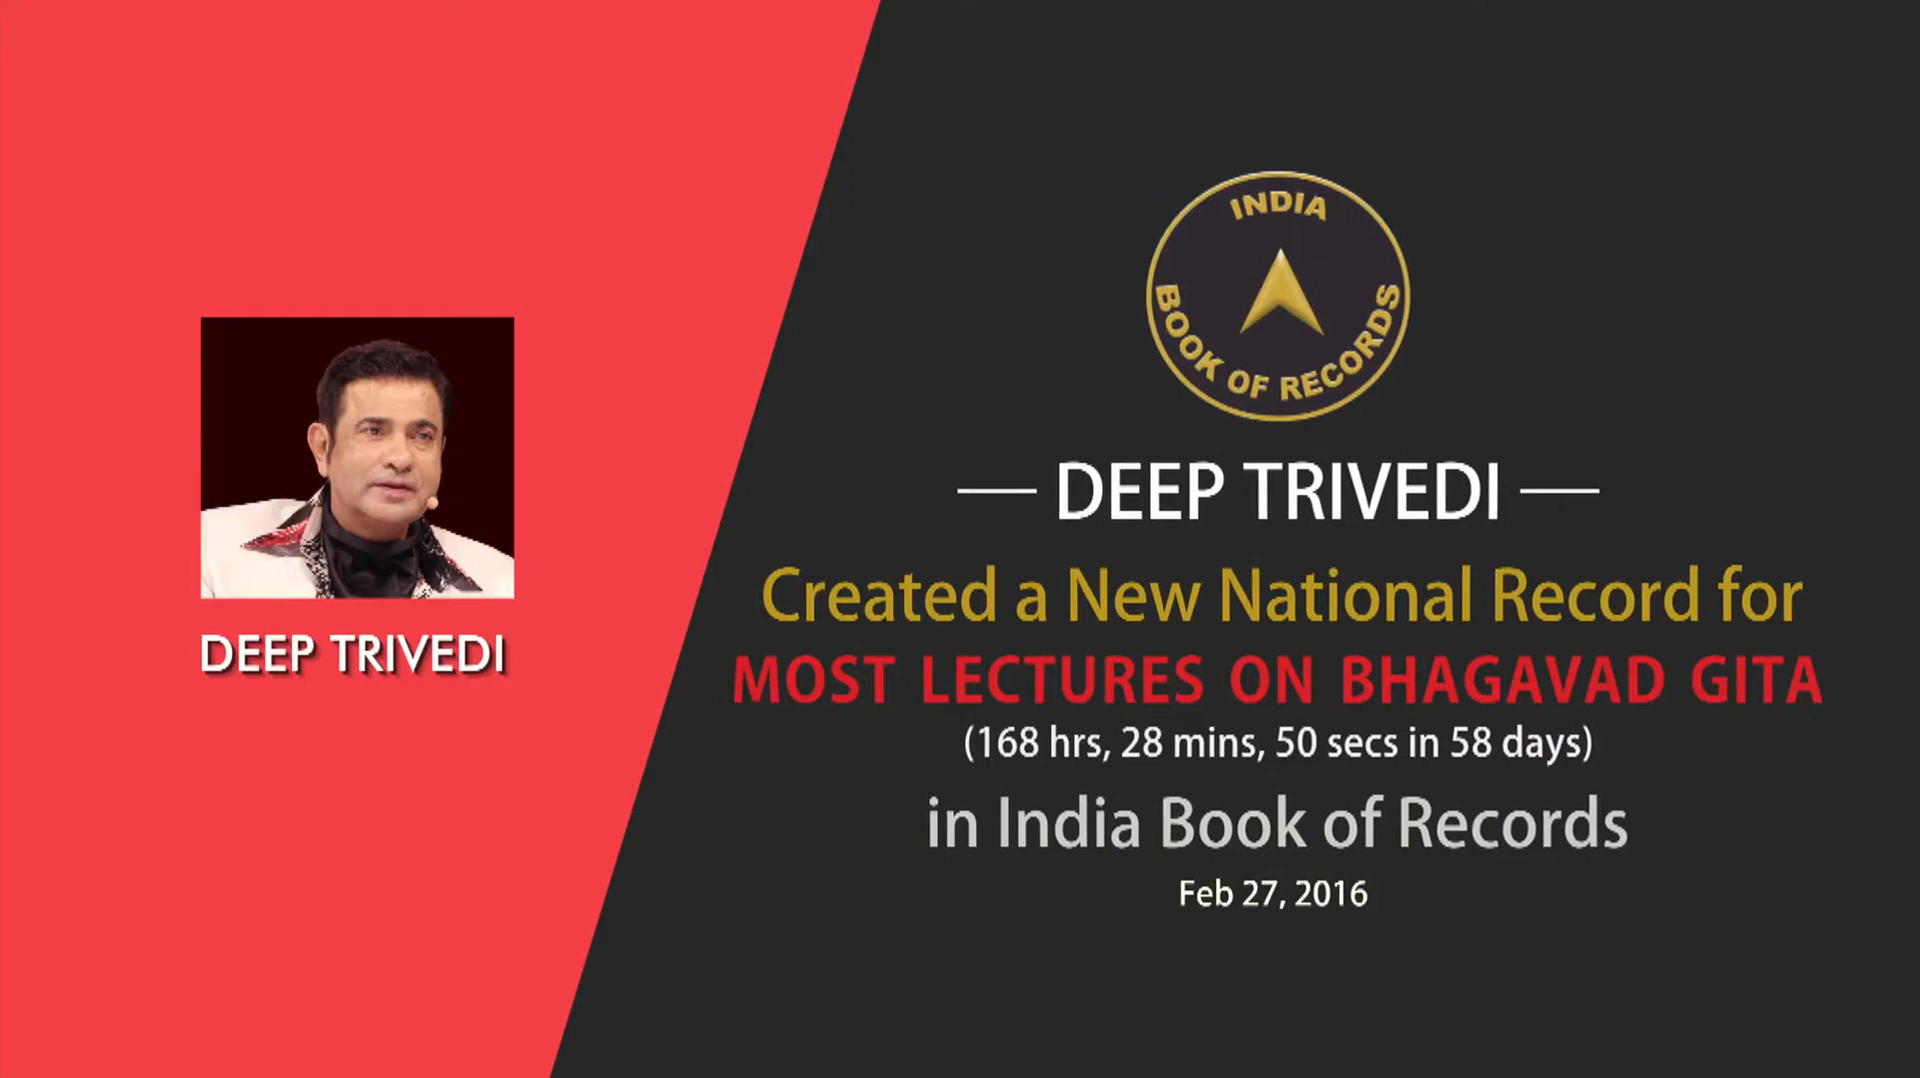 DEEP TRIVEDI
INDIA
BOOK OF RECORDS
DEEP TRIVEDI
Created a New National Record for
MOST LECTURES ON BHAGAVAD GITA
(168 hrs, 28 mins, 50 secs in 58 days)
in India Book of Records
Feb 27, 2016